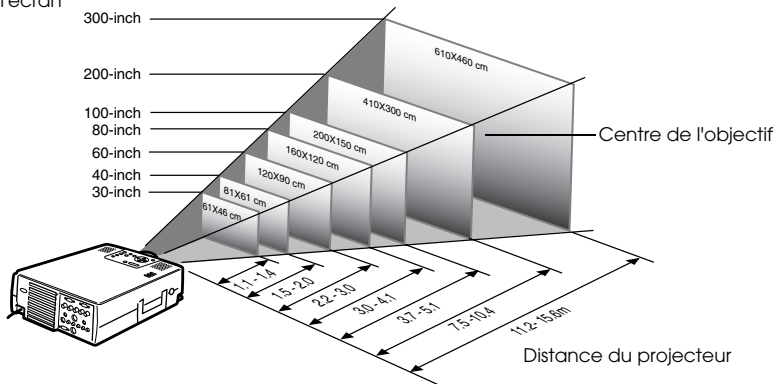 l'écran
300-inch
610X460 cm
200-inch
410X300 cm
100-inch
200X150 cm
80-inch
160X120 cm
60-inch
120X90 cm
40-inch
81X61 cm
30-inch
61X46 cm
Centre de l'objectif
1,1 - 1,4
1,5 - 2,0
2,2 - 3,0
3,0 - 4,1
3,7 - 5,1
7,5 - 10,4
11,2 - 15,6m
Distance du projecteur